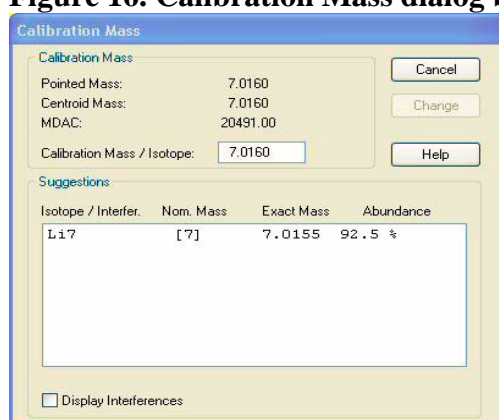 Figure 16. Calibration Mass dialog
Calibration Mass
Calibration Mass
Pointed Mass: 7.0160
Centroid Mass: 7.0160
MDAC: 20491.00
Calibration Mass / Isotope: 7.0160
Cancel
Change
Help
Suggestions
Isotope / Interfer. Nom. Mass Exact Mass Abundance
Li7 [7] 7.0155 92.5 %
Display Interferences